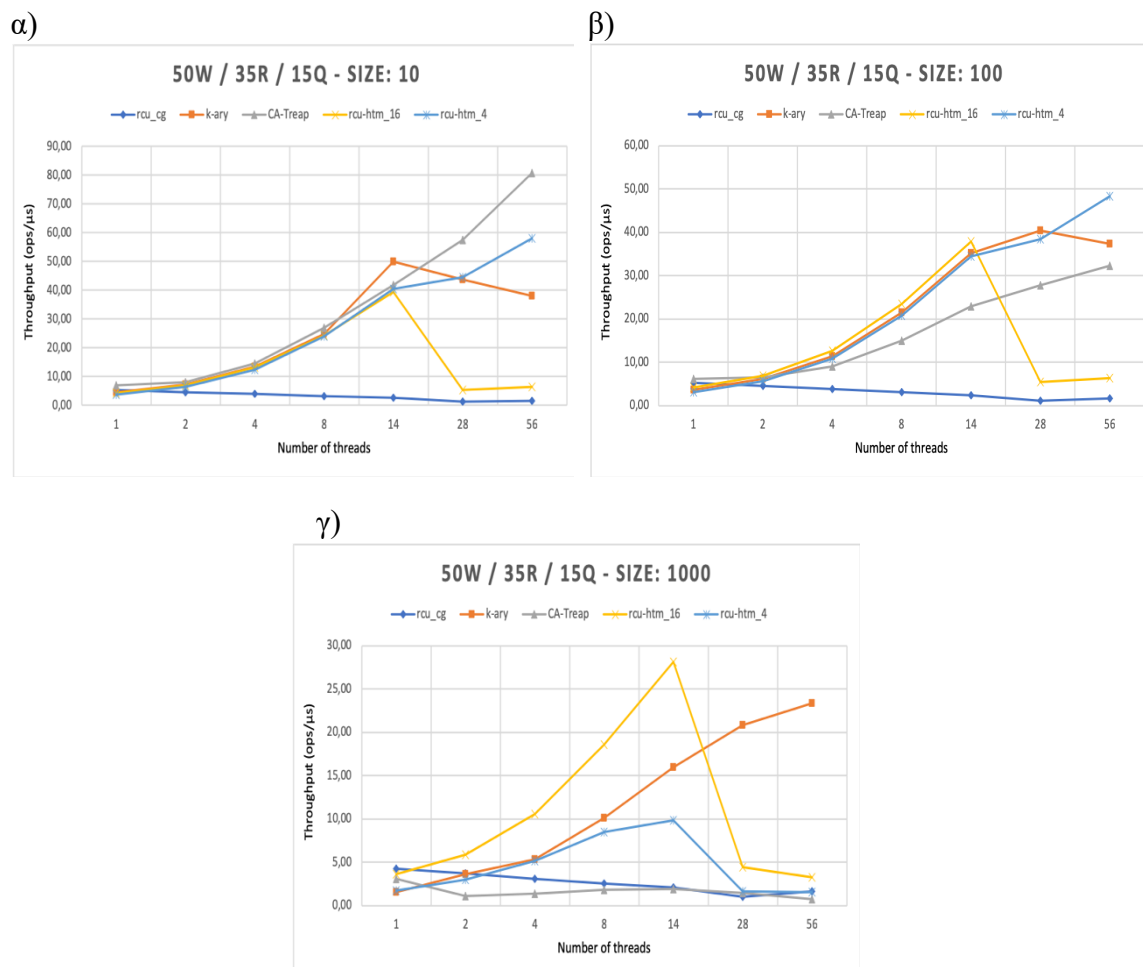 α)
50W / 35R / 15Q - SIZE: 10
rcu_cg k-ary CA-Treap rcu-htm_16 rcu-htm_4
90,00
80,00
70,00
60,00
50,00
40,00
30,00
20,00
10,00
0,00
Throughput (ops/μs)
1 2 4 8 14 28 56
Number of threads
β)
50W / 35R / 15Q - SIZE: 100
rcu_cg k-ary CA-Treap rcu-htm_16 rcu-htm_4
60,00
50,00
40,00
30,00
20,00
10,00
0,00
Throughput (ops/μs)
1 2 4 8 14 28 56
Number of threads
γ)
50W / 35R / 15Q - SIZE: 1000
rcu_cg k-ary CA-Treap rcu-htm_16 rcu-htm_4
30,00
25,00
20,00
15,00
10,00
5,00
0,00
Throughput (ops/μs)
1 2 4 8 14 28 56
Number of threads